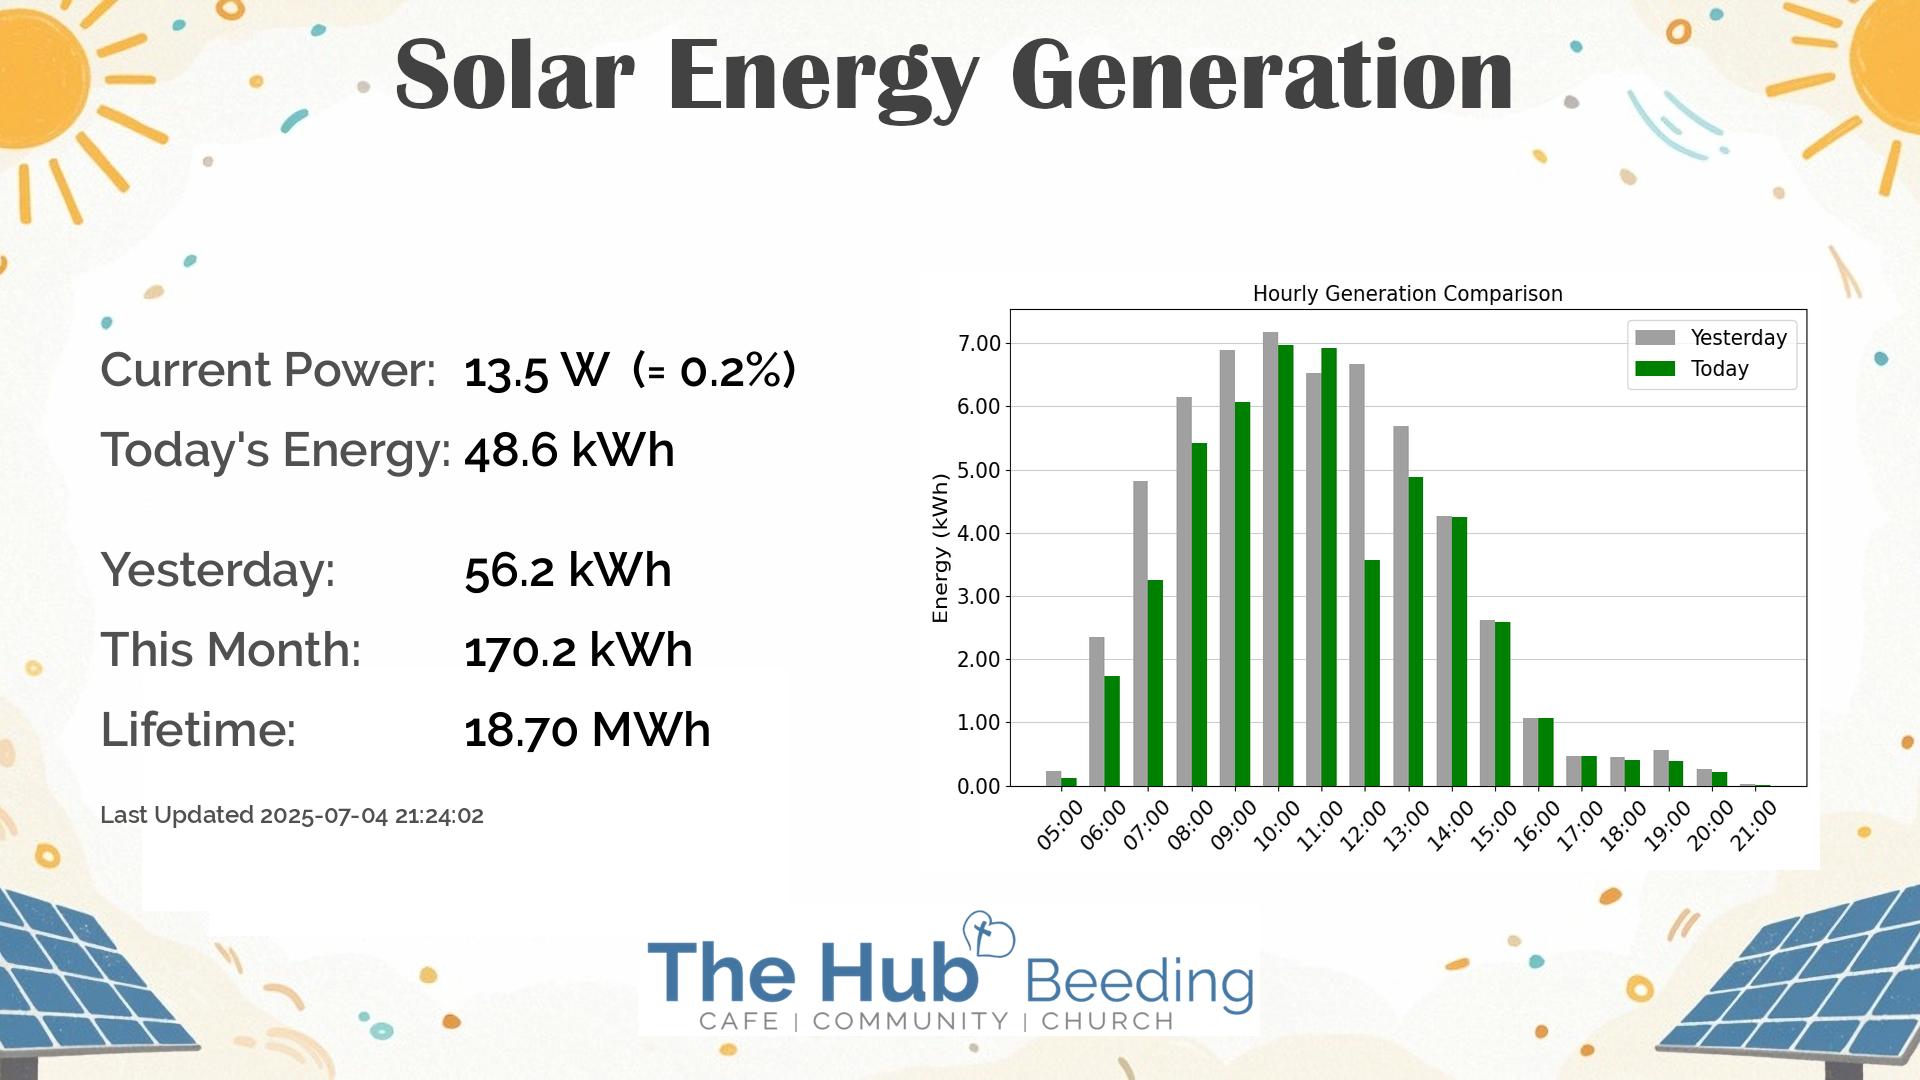 Solar Energy Generation
Current Power: 13.5 W (= 0.2%)
Today's Energy: 48.6 kWh
Yesterday: 56.2 kWh
This Month: 170.2 kWh
Lifetime: 18.70 MWh
Last Updated 2025-07-04 21:24:02
Hourly Generation Comparison
Yesterday
Today
Energy (kWh)
7.00
6.00
5.00
4.00
3.00
2.00
1.00
0.00
05:00 06:00 07:00 08:00 09:00 10:00 11:00 12:00 13:00 14:00 15:00 16:00 17:00 18:00 19:00 20:00 21:00
The Hub Beeding
CAFE | COMMUNITY | CHURCH